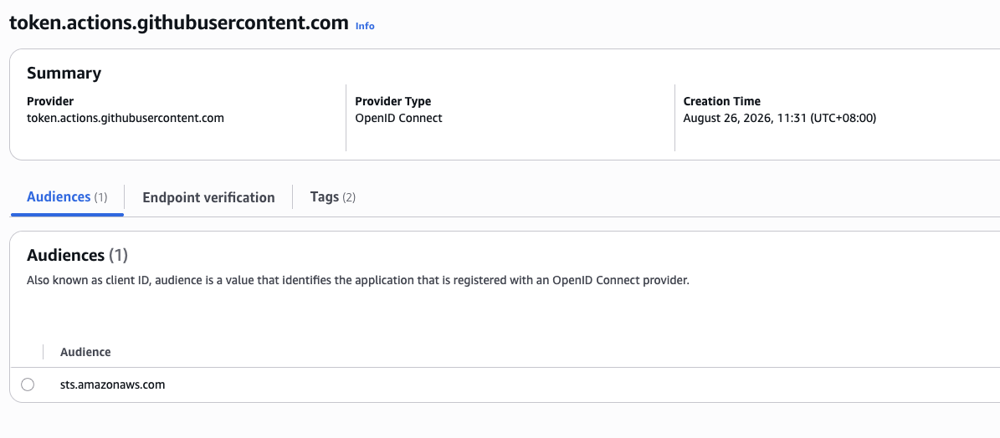 token.actions.githubusercontent.com Info
Summary
Provider
token.actions.githubusercontent.com
Provider Type
OpenID Connect
Creation Time
August 26, 2026, 11:31 (UTC+08:00)
Audiences (1)
Endpoint verification
Tags (2)
Audiences (1)
Also known as client ID, audience is a value that identifies the application that is registered with an OpenID Connect provider.
Audience
sts.amazonaws.com